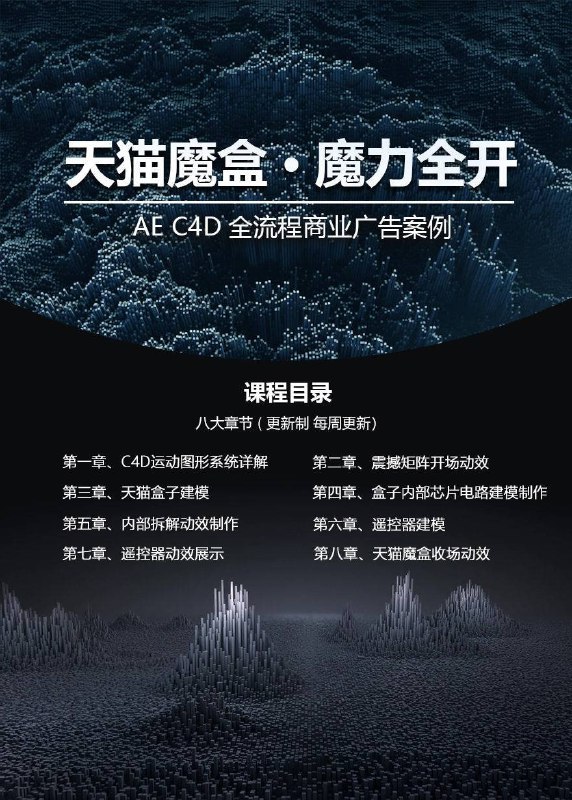 天猫魔盒·魔力全开
AE C4D 全流程商业广告案例
课程目录
八大章节 ( 更新制 每周更新)
第一章、C4D运动图形系统详解
第二章、震撼矩阵开场动效
第三章、天猫盒子建模
第四章、盒子内部芯片电路建模制作
第五章、内部拆解动效制作
第六章、遥控器建模
第七章、遥控器动效展示
第八章、天猫魔盒收场动效